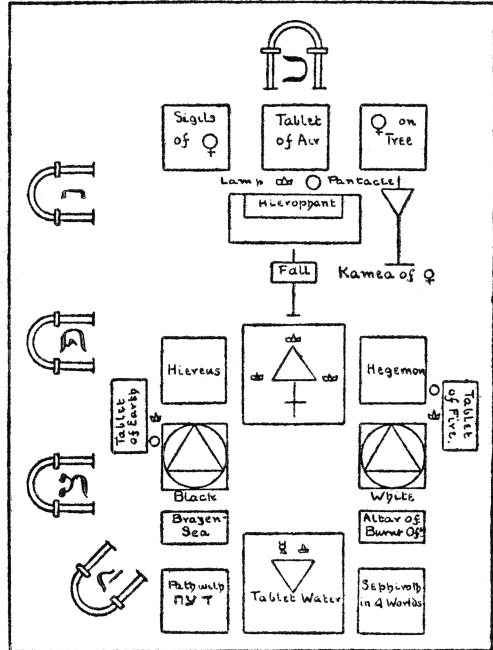 כ
Sigils
of ♀
Tablet
of Air
♀ on
Tree
Lamp
Pantacle
Hierophant
Fall
Kamea of ♀
Hiereus
Hegemon
Tablet
of Earth
Tablet
of Fire.
Black
White
Brazen-
Sea
Altar of
Burnt Ofᵍ
Path with
Tablet Water
Sephiroth
in 4 Worlds